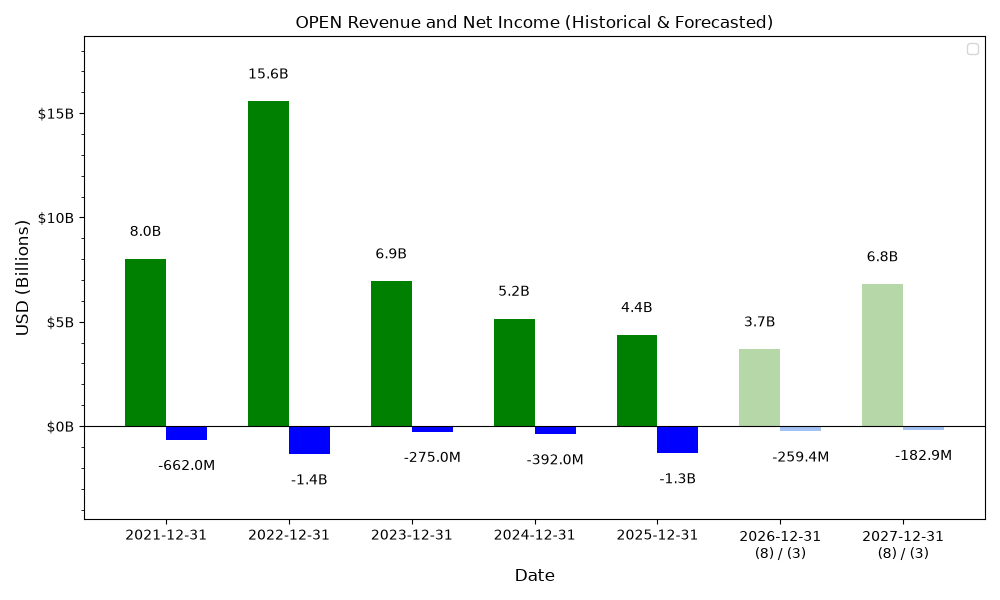 OPEN Revenue and Net Income (Historical & Forecasted)
USD (Billions)
$15B
$10B
$5B
$0B
8.0B
15.6B
6.9B
5.2B
4.4B
3.7B
6.8B
-662.0M
-1.4B
-275.0M
-392.0M
-1.3B
-259.4M
-182.9M
2021-12-31
2022-12-31
2023-12-31
2024-12-31
2025-12-31
2026-12-31
(8) / (3)
2027-12-31
(8) / (3)
Date